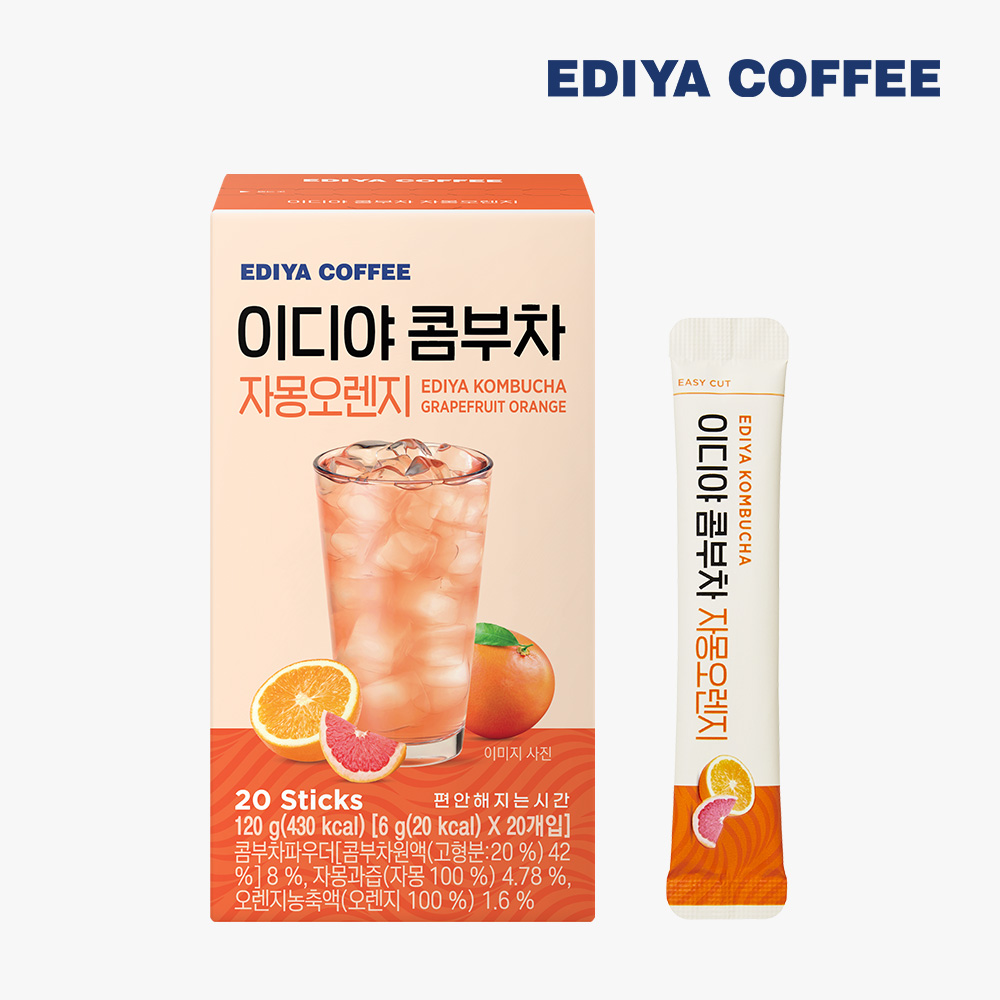 EDIYA COFFEE
EDIYA COFFEE
이디야 콤부차 자몽오렌지
EDIYA COFFEE
이디야 콤부차
자몽오렌지
EDIYA KOMBUCHA
GRAPEFRUIT ORANGE
이미지 사진
20 Sticks
편안해지는시간
120 g(430 kcal) [6 g(20 kcal) X 20개입]
콤부차파우더[콤부차원액(고형분:20 %) 42
%] 8 %, 자몽과즙(자몽 100 %) 4.78 %,
오렌지농축액(오렌지 100 %) 1.6 %
EASY CUT
EDIYA KOMBUCHA
이디야 콤부차 자몽오렌지